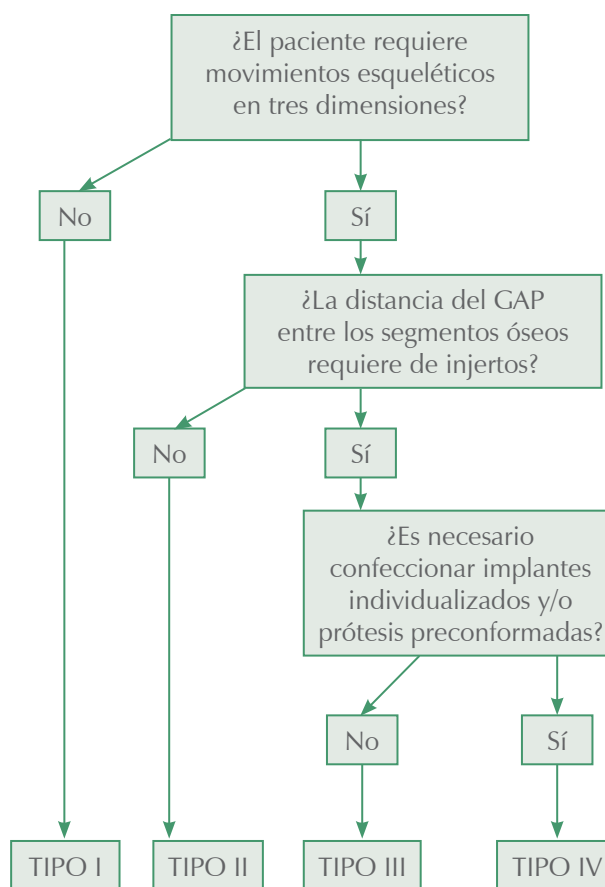 ¿El paciente requiere
movimientos esqueléticos
en tres dimensiones?
No
Sí
¿La distancia del GAP
entre los segmentos óseos
requiere de injertos?
No
Sí
¿Es necesario
confeccionar implantes
individualizados y/o
prótesis preconformadas?
No
Sí
TIPO I
TIPO II
TIPO III
TIPO IV